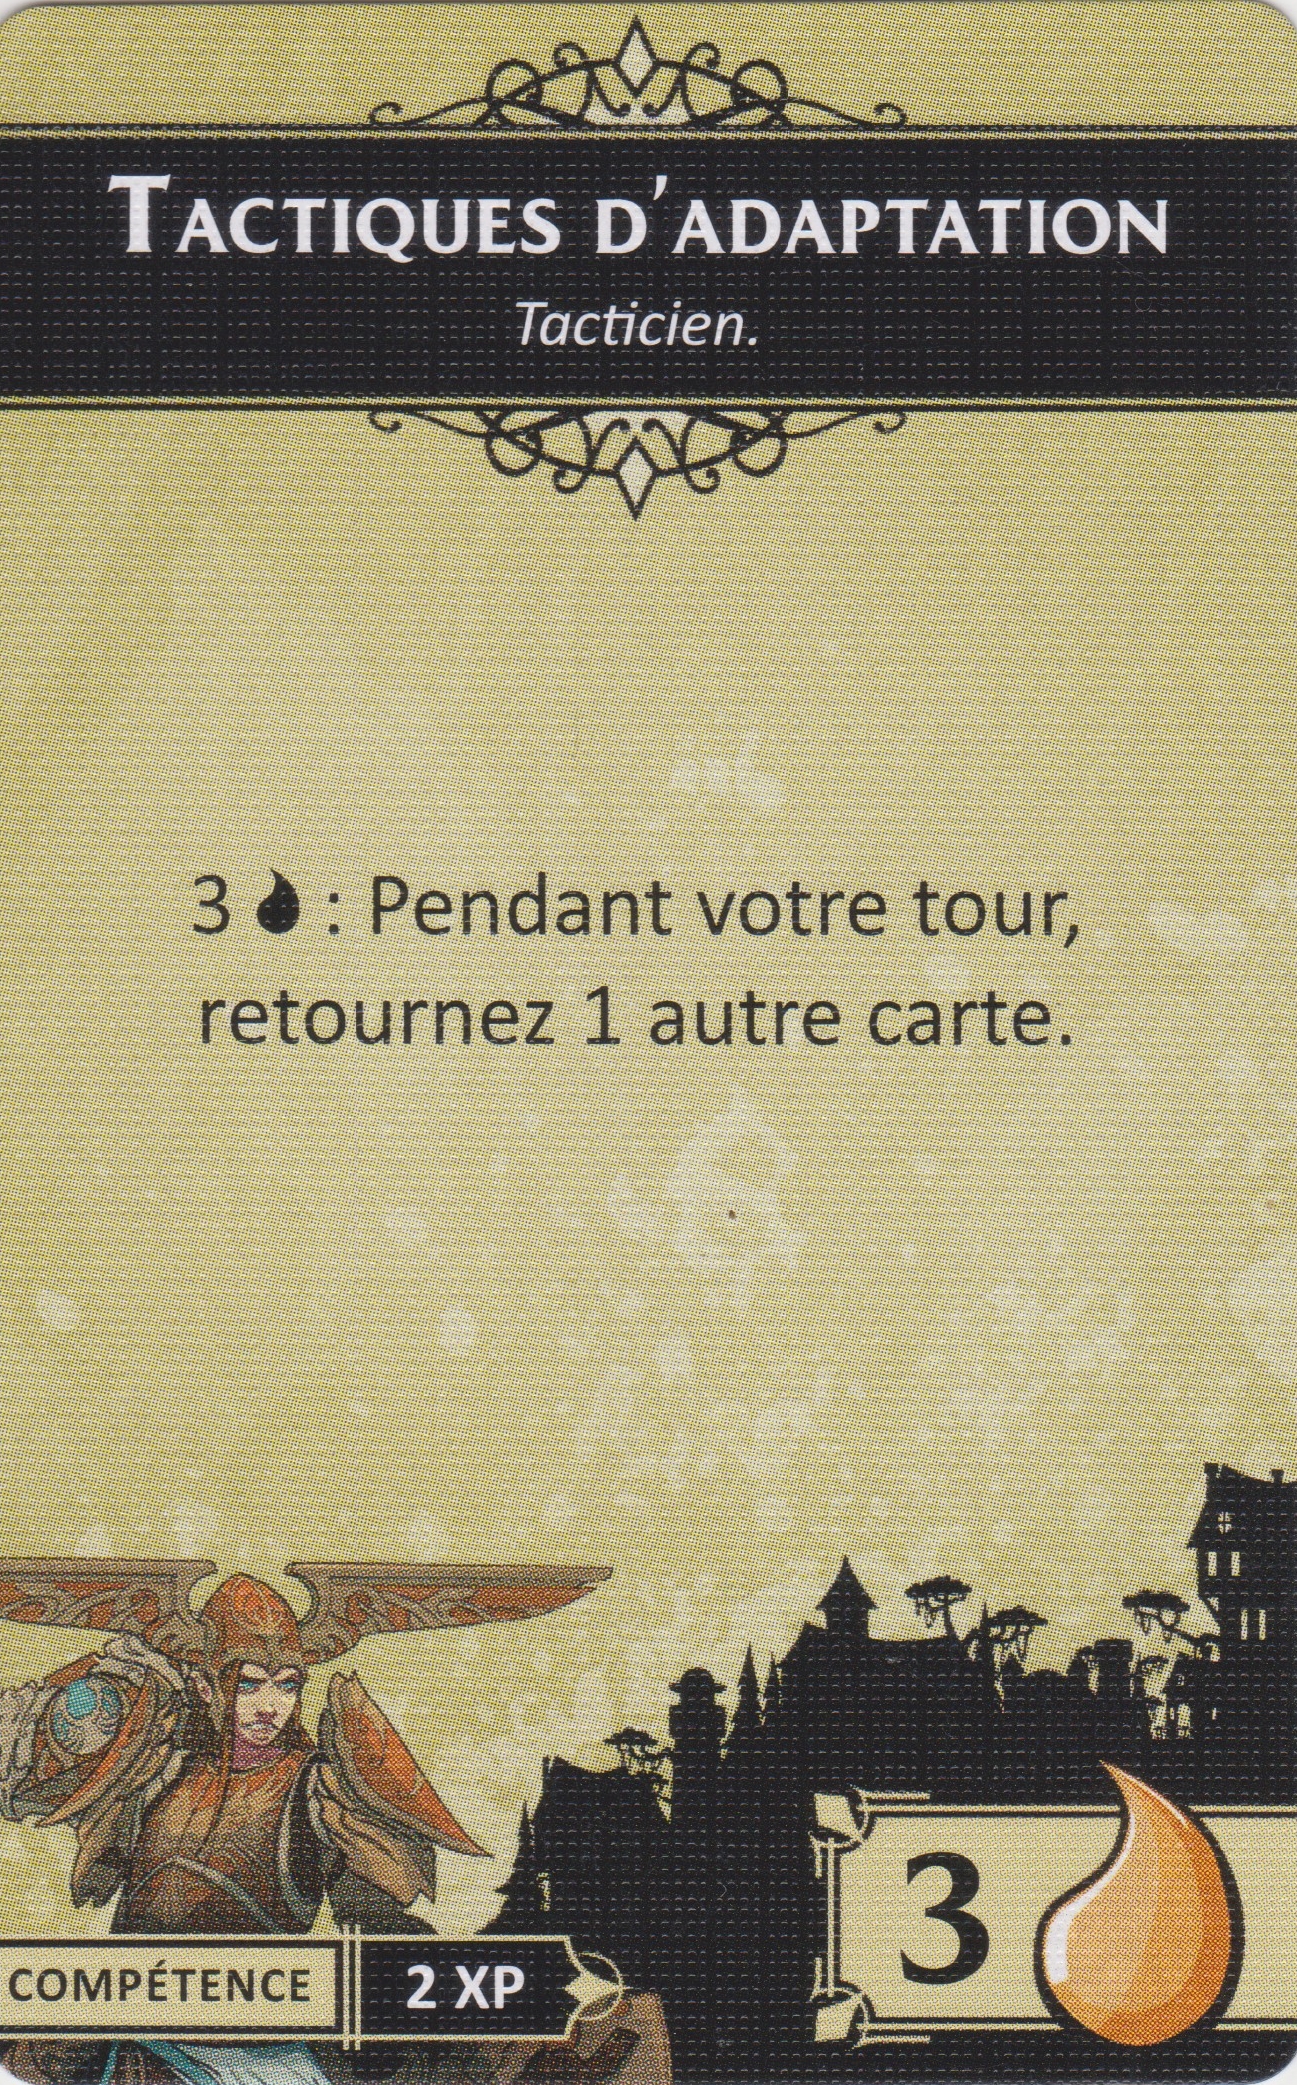 TACTIQUES D'ADAPTATION
Tacticien.
3 : Pendant votre tour,
retournez 1 autre carte.
3
COMPÉTENCE
2 XP